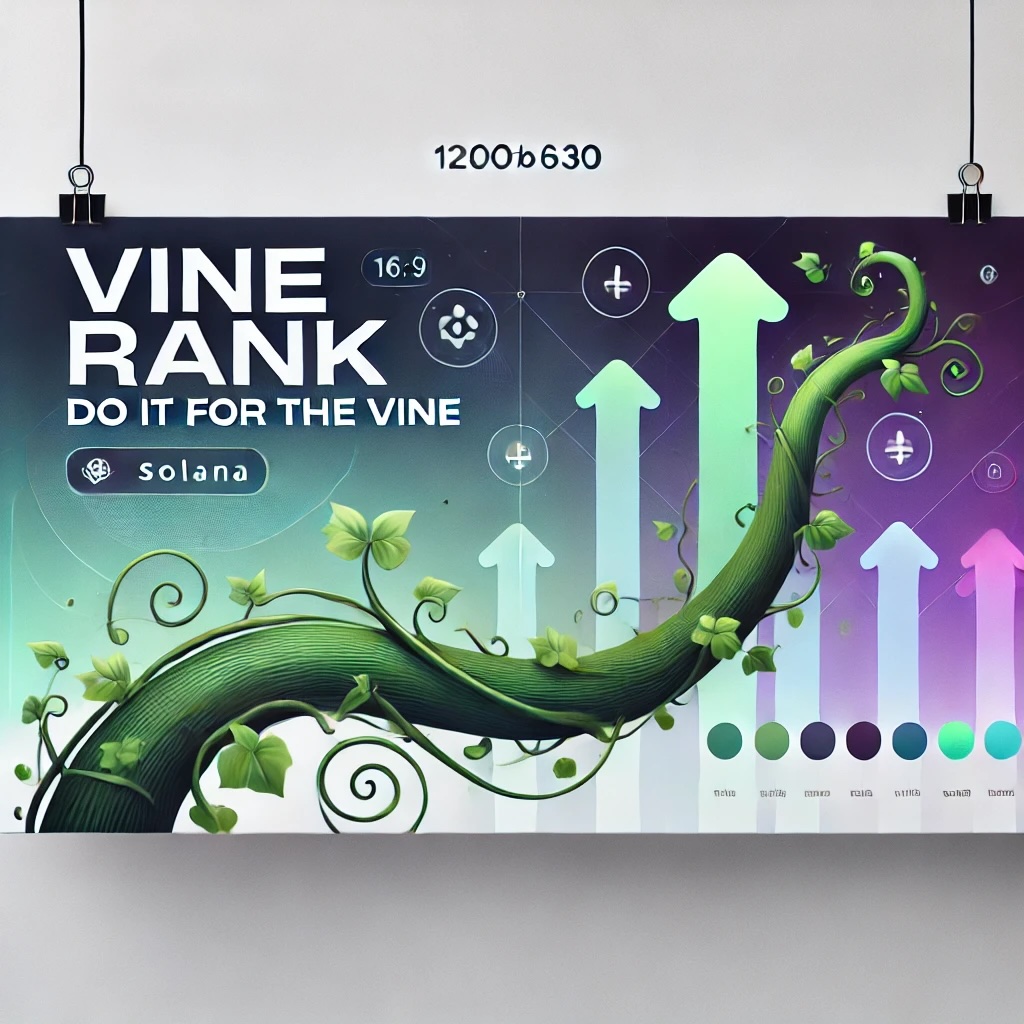 1200b630
VINE
16:9
RANK
DO IT FOR THE VINE
Solana